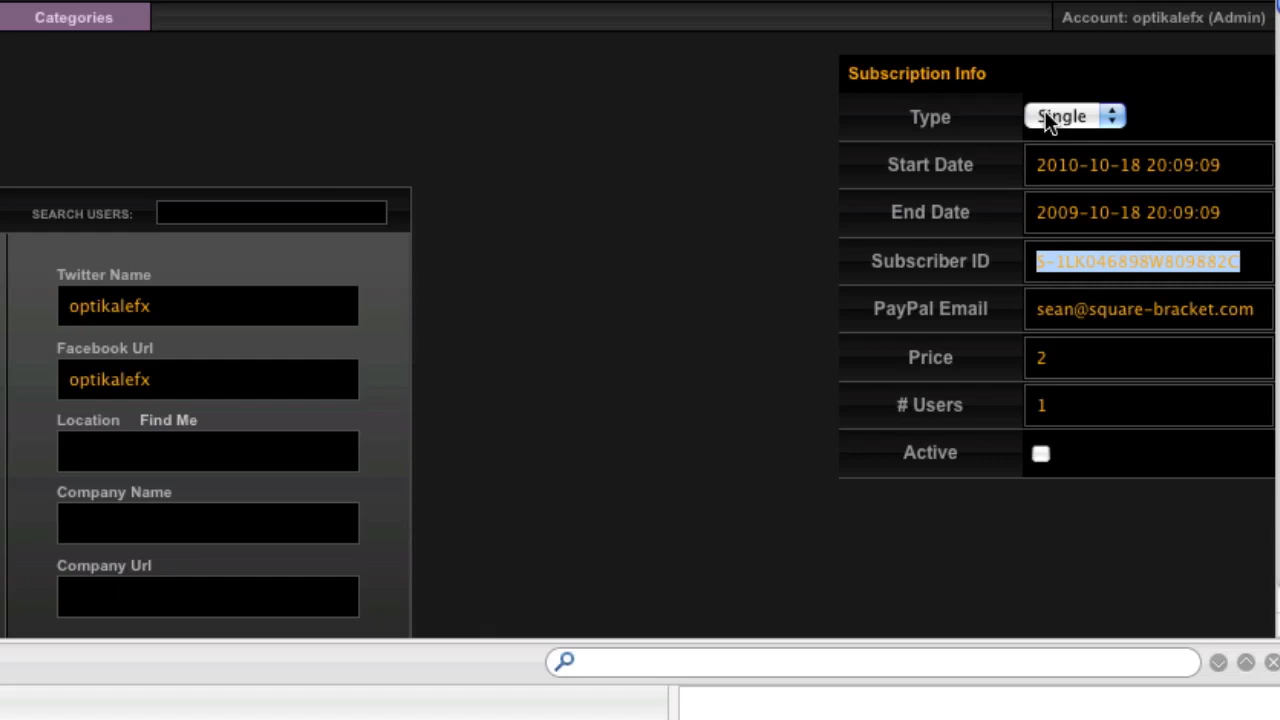 Categories
Account: optikalefx (Admin)
Subscription Info
Type Single
Start Date 2010-10-18 20:09:09
End Date 2009-10-18 20:09:09
Subscriber ID S-1LK046898W809882C
PayPal Email sean@square-bracket.com
Price 2
# Users 1
Active
SEARCH USERS:
Twitter Name
optikalefx
Facebook Url
optikalefx
Location Find Me
Company Name
Company Url